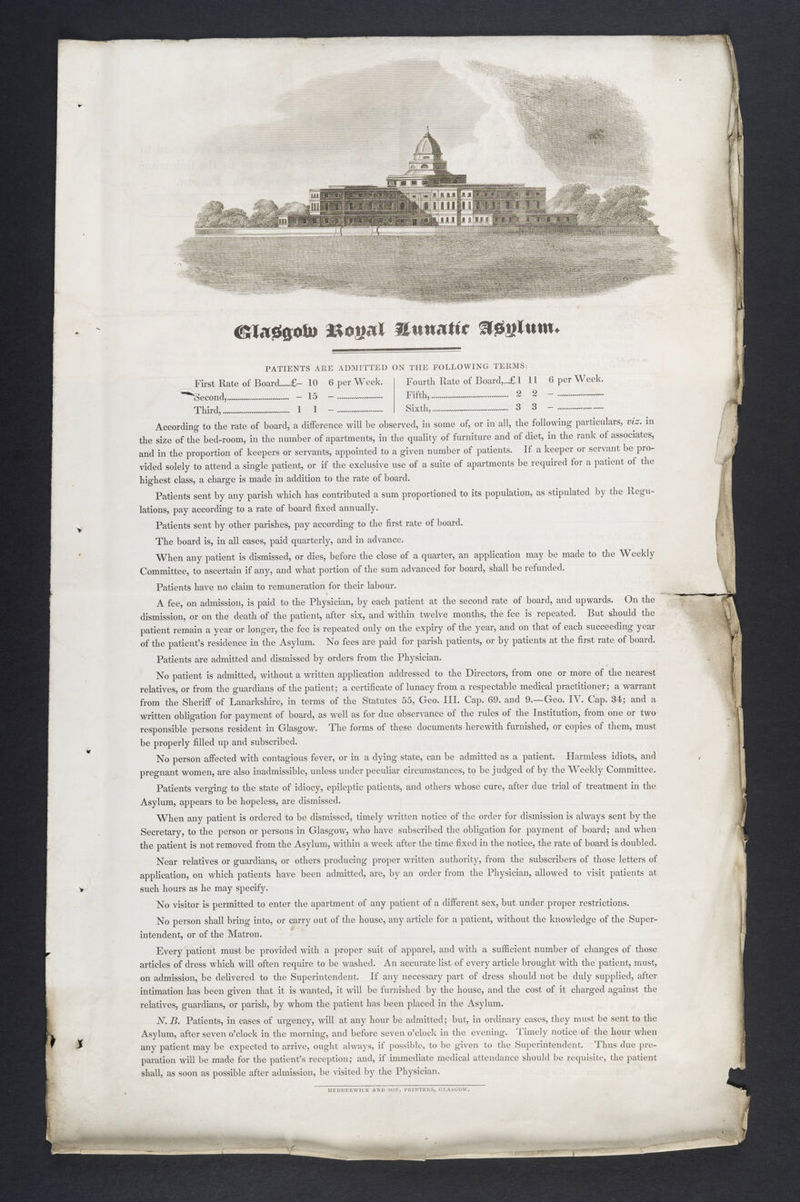 Glasgow Royal Lunatic Asylum.
PATIENTS ARE ADMITTED ON THE FOLLOWING TERMS:
First Rate of Board,....£– 10 6 per Week.
Second,.................... – 15 – ................
Third,...................... 1 1 – ................
Fourth Rate of Board,..£1 11 6 per Week.
Fifth,........................... 2 2 – ................
Sixth,........................... 3 3 – ................
According to the rate of board, a difference will be observed, in some of, or in all, the following particulars, viz. in
the size of the bed-room, in the number of apartments, in the quality of furniture and of diet, in the rank of associates,
and in the proportion of keepers or servants, appointed to a given number of patients. If a keeper or servant be pro-
vided solely to attend a single patient, or if the exclusive use of a suite of apartments be required for a patient of the
highest class, a charge is made in addition to the rate of board.
Patients sent by any parish which has contributed a sum proportioned to its population, as stipulated by the Regu-
lations, pay according to a rate of board fixed annually.
Patients sent by other parishes, pay according to the first rate of board.
The board is, in all cases, paid quarterly, and in advance.
When any patient is dismissed, or dies, before the close of a quarter, an application may be made to the Weekly
Committee, to ascertain if any, and what portion of the sum advanced for board, shall be refunded.
Patients have no claim to remuneration for their labour.
A fee, on admission, is paid to the Physician, by each patient at the second rate of board, and upwards. On the
dismission, or on the death of the patient, after six, and within twelve months, the fee is repeated. But should the
patient remain a year or longer, the fee is repeated only on the expiry of the year, and on that of each succeeding year
of the patient's residence in the Asylum. No fees are paid for parish patients, or by patients at the first rate of board.
Patients are admitted and dismissed by orders from the Physician.
No patient is admitted, without a written application addressed to the Directors, from one or more of the nearest
relatives, or from the guardians of the patient; a certificate of lunacy from a respectable medical practitioner; a warrant
from the Sheriff of Lanarkshire, in terms of the Statutes 55, Geo. III. Cap. 69. and 9.—Geo. IV. Cap. 34; and a
written obligation for payment of board, as well as for due observance of the rules of the Institution, from one or two
responsible persons resident in Glasgow. The forms of these documents herewith furnished, or copies of them, must
be properly filled up and subscribed.
No person affected with contagious fever, or in a dying state, can be admitted as a patient. Harmless idiots, and
pregnant women, are also inadmissible, unless under peculiar circumstances, to be judged of by the Weekly Committee.
Patients verging to the state of idiocy, epileptic patients, and others whose cure, after due trial of treatment in the
Asylum, appears to be hopeless, are dismissed.
When any patient is ordered to be dismissed, timely written notice of the order for dismission is always sent by the
Secretary, to the person or persons in Glasgow, who have subscribed the obligation for payment of board; and when
the patient is not removed from the Asylum, within a week after the time fixed in the notice, the rate of board is doubled.
Near relatives or guardians, or others producing proper written authority, from the subscribers of those letters of
application, on which patients have been admitted, are, by an order from the Physician, allowed to visit patients at
such hours as he may specify.
No visitor is permitted to enter the apartment of any patient of a different sex, but under proper restrictions.
No person shall bring into, or carry out of the house, any article for a patient, without the knowledge of the Super-
intendent, or of the Matron.
Every patient must be provided with a proper suit of apparel, and with a sufficient number of changes of those
articles of dress which will often require to be washed. An accurate list of every article brought with the patient, must,
on admission, be delivered to the Superintendent. If any necessary part of dress should not be duly supplied, after
intimation has been given that it is wanted, it will be furnished by the house, and the cost of it charged against the
relatives, guardians, or parish, by whom the patient has been placed in the Asylum.
N. B. Patients, in cases of urgency, will at any hour be admitted; but, in ordinary cases, they must be sent to the
Asylum, after seven o'clock in the morning, and before seven o'clock in the evening. Timely notice of the hour when
any patient may be expected to arrive, ought always, if possible, to be given to the Superintendent. Thus due pre-
paration will be made for the patient's reception; and, if immediate medical attendance should be requisite, the patient
shall, as soon as possible after admission, be visited by the Physician.
HEDDERWICK AND SON, PRINTERS, GLASGOW.